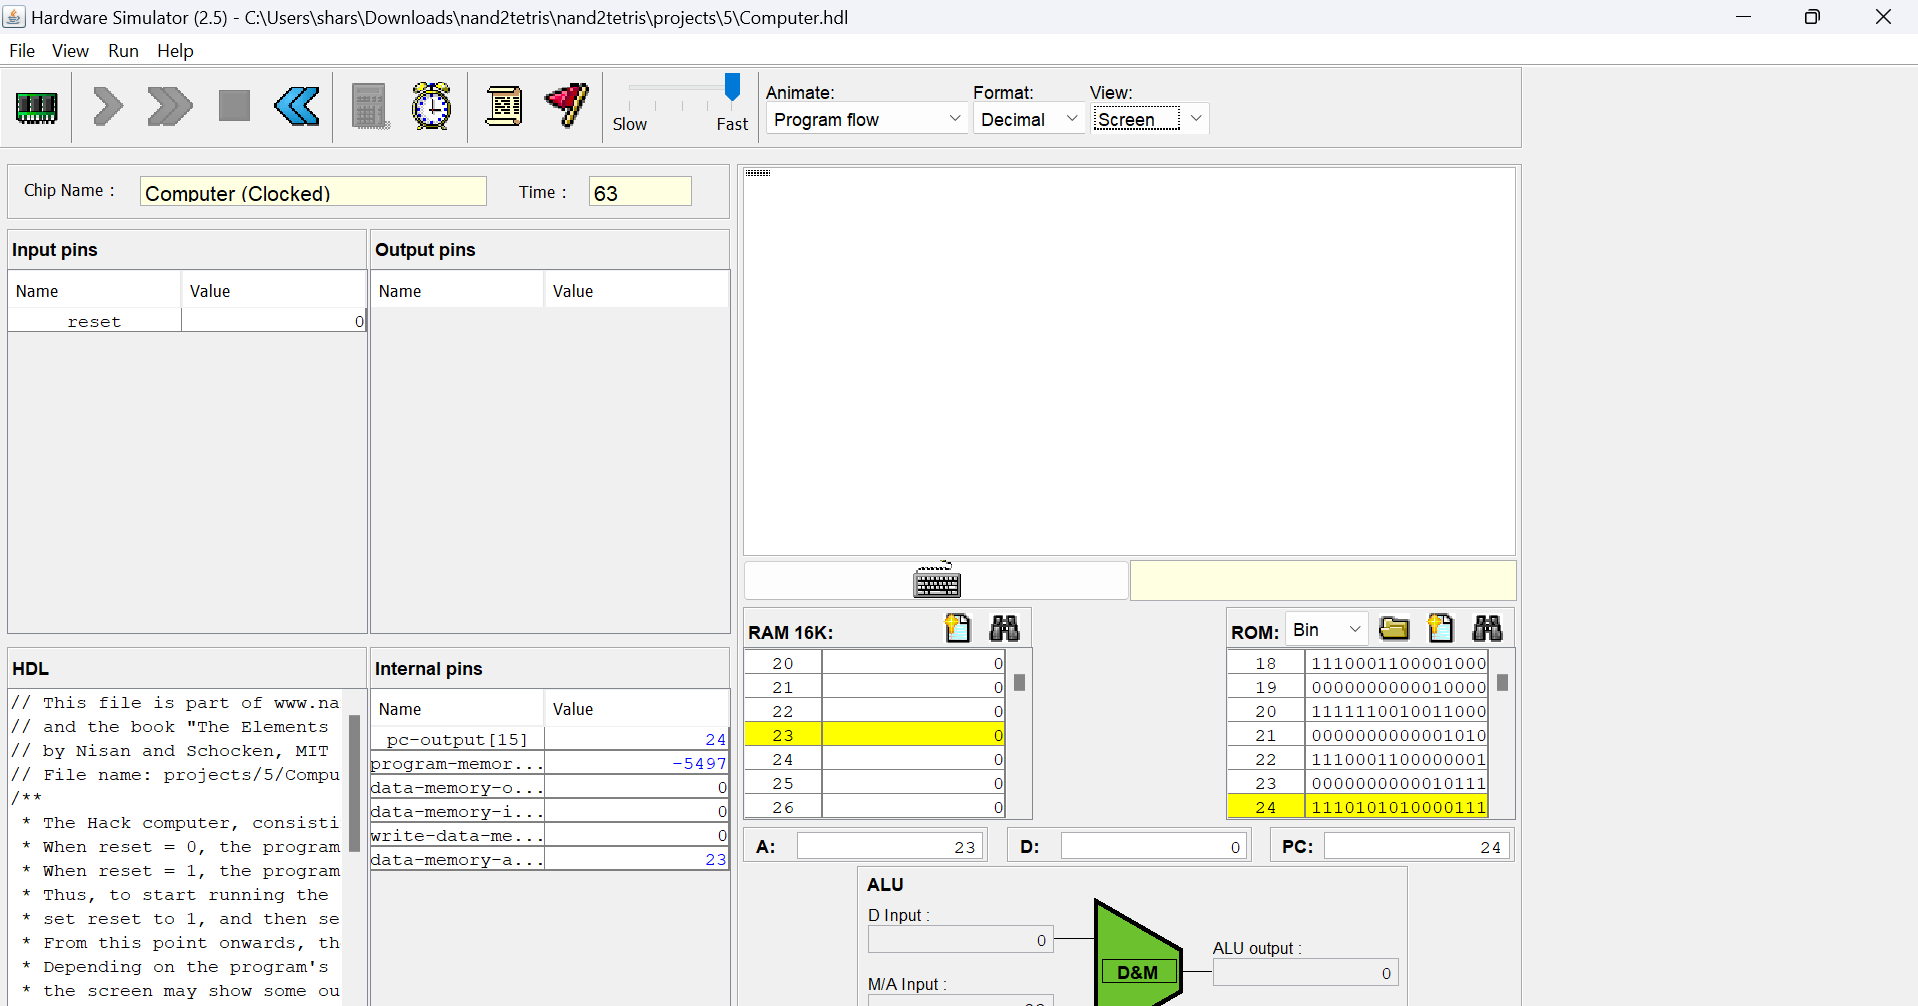 Hardware Simulator (2.5) - C:\Users\shars\Downloads\nand2tetris\nand2tetris\projects\5\Computer.hdl
File View Run Help
Slow Fast
Animate: Format: View:
Program flow Decimal Screen
Chip Name : Computer (Clocked) Time : 63
Input pins
Name Value
reset 0
Output pins
Name Value
HDL
// This file is part of www.na
// and the book "The Elements
// by Nisan and Schocken, MIT
// File name: projects/5/Compu
/**
* The Hack computer, consisti
* When reset = 0, the program
* When reset = 1, the program
* Thus, to start running the
* set reset to 1, and then se
* From this point onwards, th
* Depending on the program's
* the screen may show some ou
Internal pins
Name Value
pc-output[15] 24
program-memor... -5497
data-memory-o... 0
data-memory-i... 0
write-data-me... 0
data-memory-a... 23
RAM 16K:
20 0
21 0
22 0
23 0
24 0
25 0
26 0
ROM: Bin
18 1110001100001000
19 0000000000010000
20 1111110010011000
21 0000000000001010
22 1110001100000001
23 0000000000010111
24 1110101010000111
A: 23 D: 0 PC: 24
ALU
D Input :
0
M/A Input :
D&M
ALU output :
0